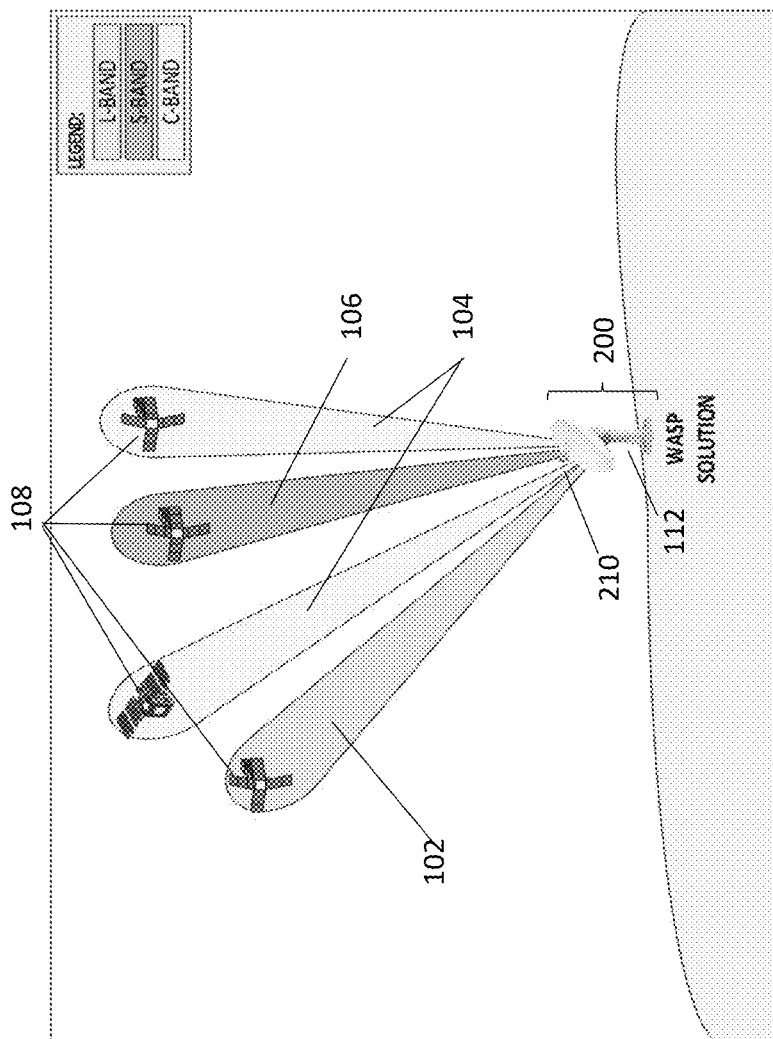 LEGEND:
L-BAND
S-BAND
C-BAND
108
106
104
102
200
210
112
WASP
SOLUTION